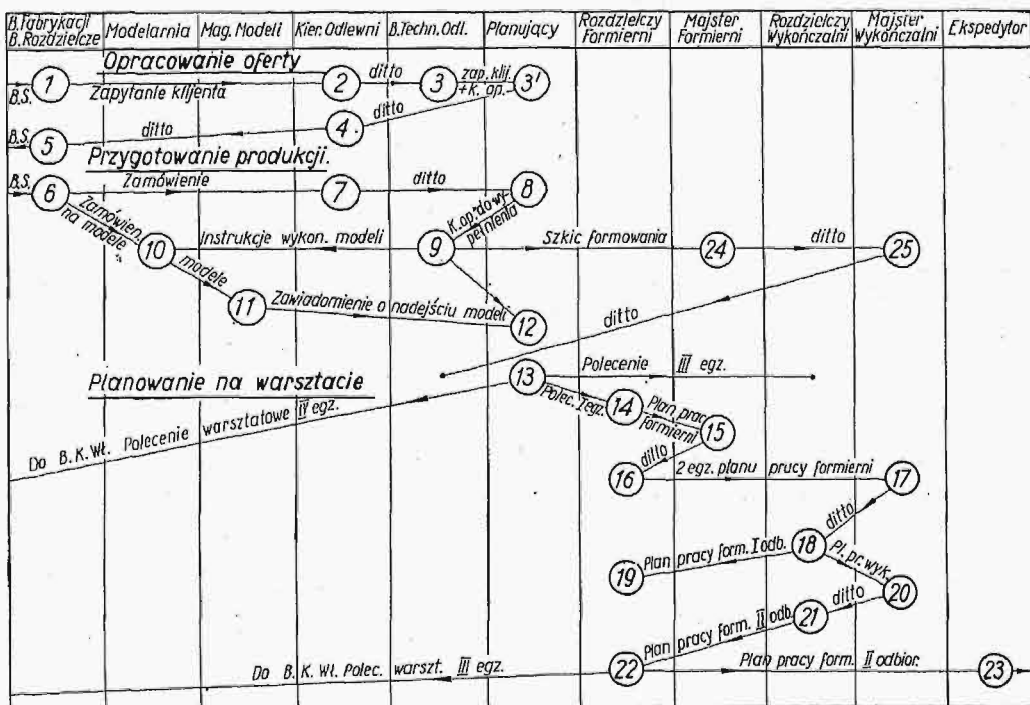 B. Fabrykacji
B. Rozdzielcze
Modelarnia
Mag. Modeli
Kier. Odlewni
B. Techn. Odl.
Planujący
Rozdzielczy
Formierni
Majster
Formierni
Rozdzielczy
Wykończalni
Majster
Wykończalni
Ekspedytor
Opracowanie oferty
B.S.
1
Zapytanie klijenta
2
ditto
3
zap. klij.
+K. op.
3'
ditto
4
ditto
5
B.S.
Przygotowanie produkcji.
B.S.
6
Zamówienie
7
ditto
8
Zamówien.
na modele
K. op. do wy-
pełnienia
10
Instrukcje wykon. modeli
9
Szkic formowania
24
ditto
25
modele
11
Zawiadomienie o nadejściu modeli
12
ditto
Planowanie na warsztacie
13
Polecenie III egz.
Polec. I egz.
14
Plan prac
formierni
15
Do B. K. Wł. Polecenie warsztatowe IV egz.
ditto
16
2 egz. planu prucy formierni
17
ditto
18
Plan pracy form. I odb.
19
Pl. pr. wyk.
20
ditto
21
Plan pracy form. II odb.
22
Do B. K. Wł. Polec. warszt. III egz.
Plan pracy form. II odbior.
23